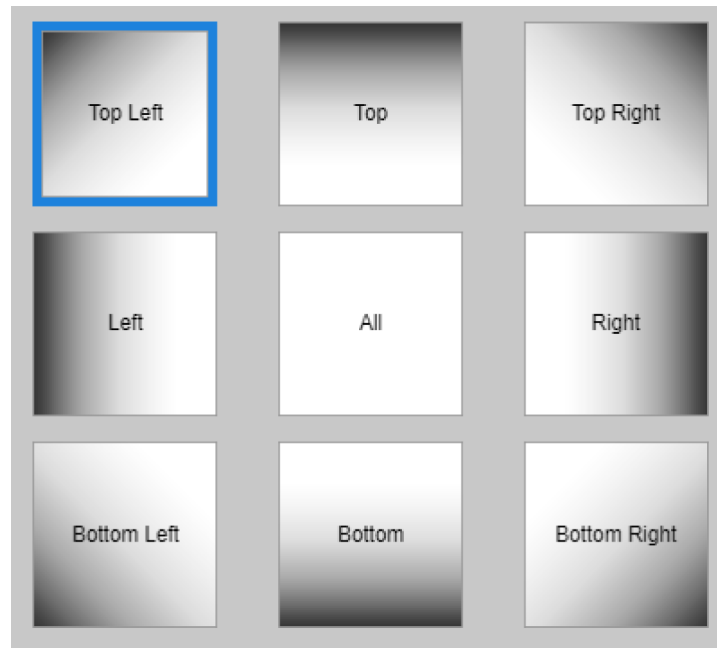 Top Left
Top
Top Right
Left
All
Right
Bottom Left
Bottom
Bottom Right